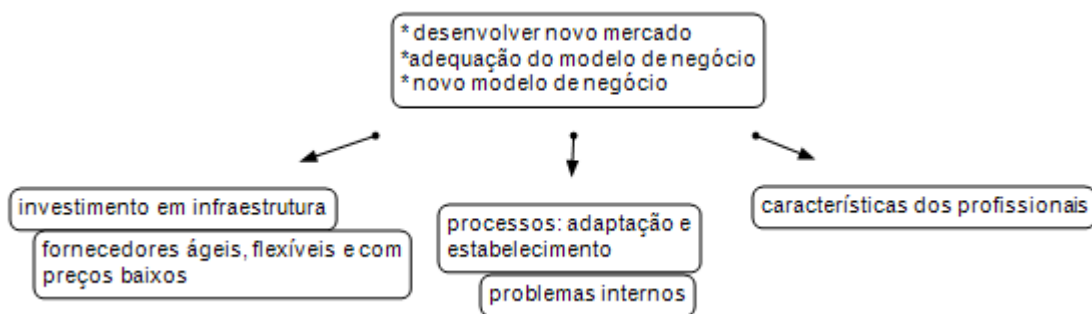 * desenvolver novo mercado
*adequação do modelo de negócio
* novo modelo de negócio
investimento em infraestrutura
fornecedores ágeis, flexíveis e com
preços baixos
processos: adaptação e
estabelecimento
problemas internos
características dos profissionais